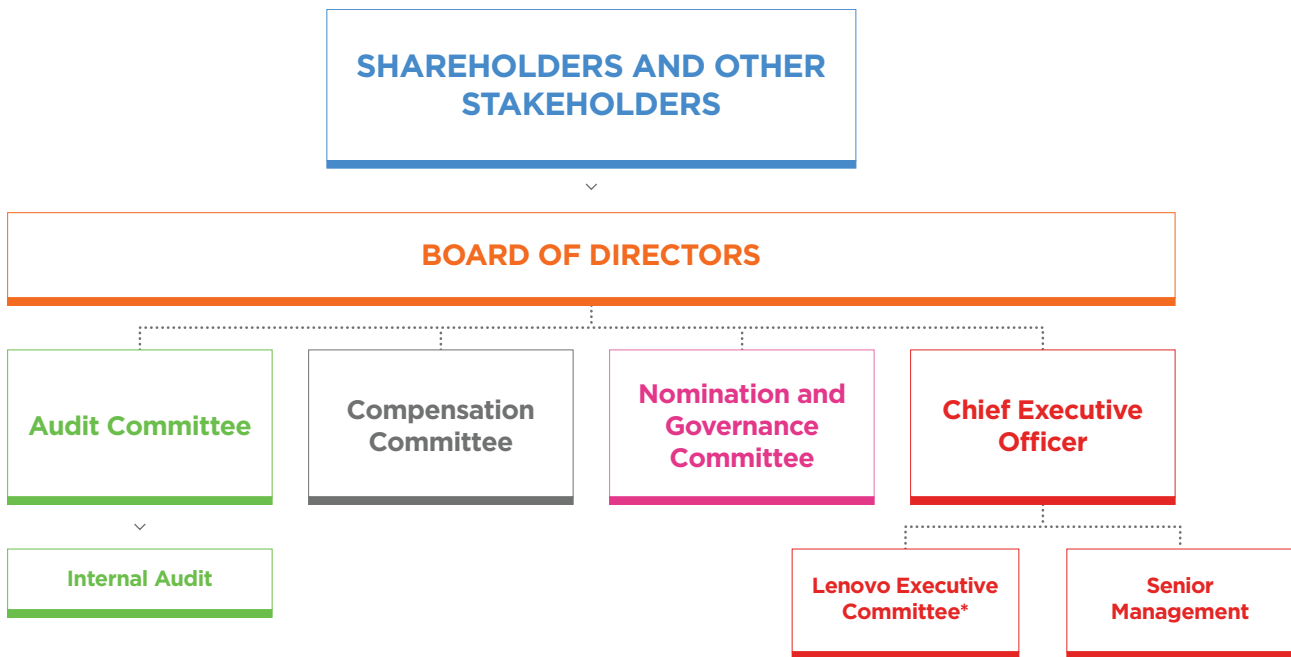 SHAREHOLDERS AND OTHER
STAKEHOLDERS
BOARD OF DIRECTORS
Audit Committee
Compensation
Committee
Nomination and
Governance
Committee
Chief Executive
Officer
Internal Audit
Lenovo Executive
Committee*
Senior
Management